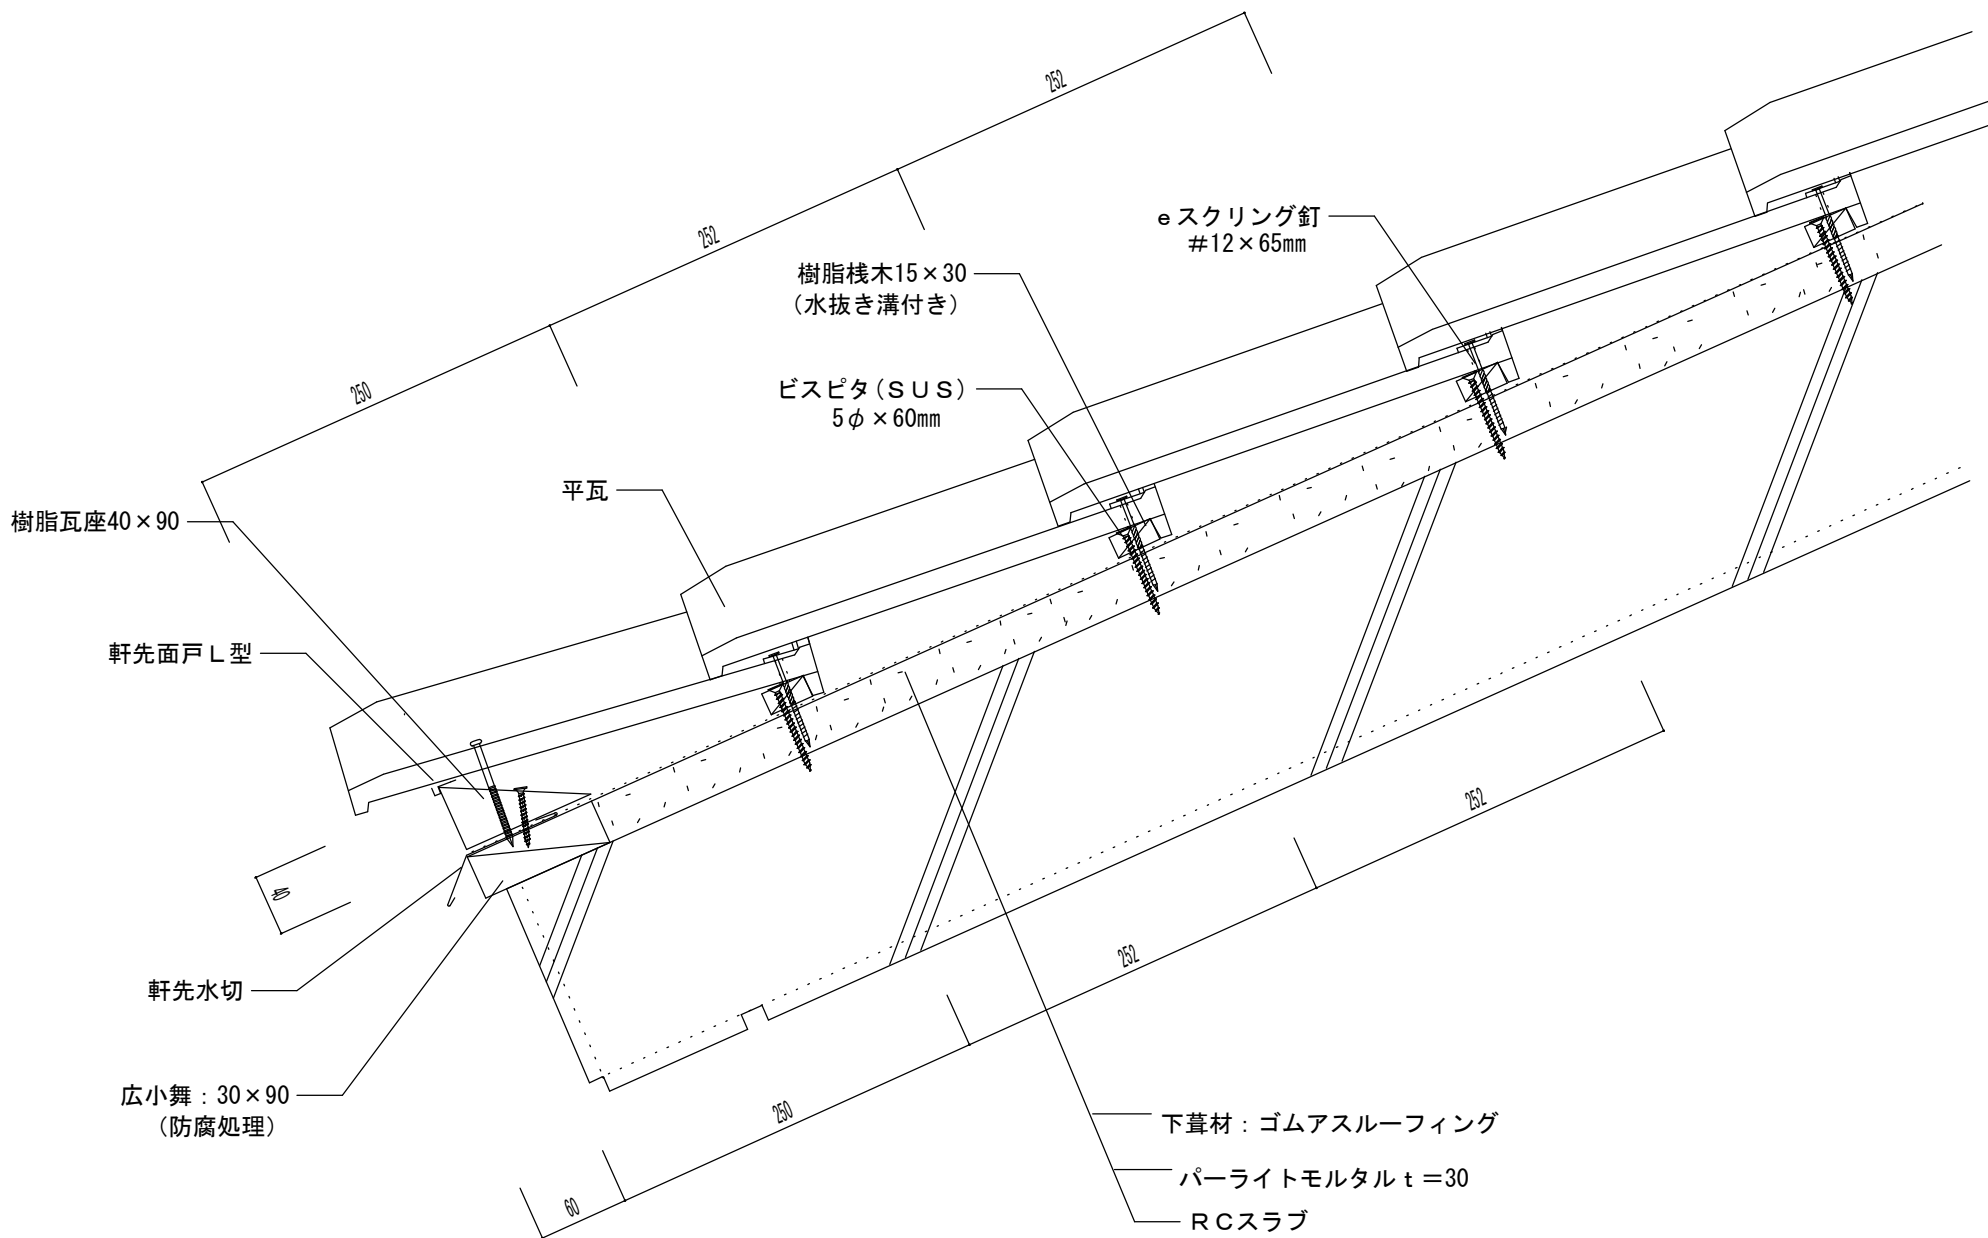 252
252
250
ｅスクリング釘
＃12×65mm
樹脂桟木15×30
（水抜き溝付き）
ビスピタ（ＳＵＳ）
5φ×60mm
平瓦
樹脂瓦座40×90
軒先面戸Ｌ型
40
軒先水切
広小舞：30×90
（防腐処理）
252
252
250
60
下葺材：ゴムアスルーフィング
パーライトモルタルｔ＝30
ＲＣスラブ